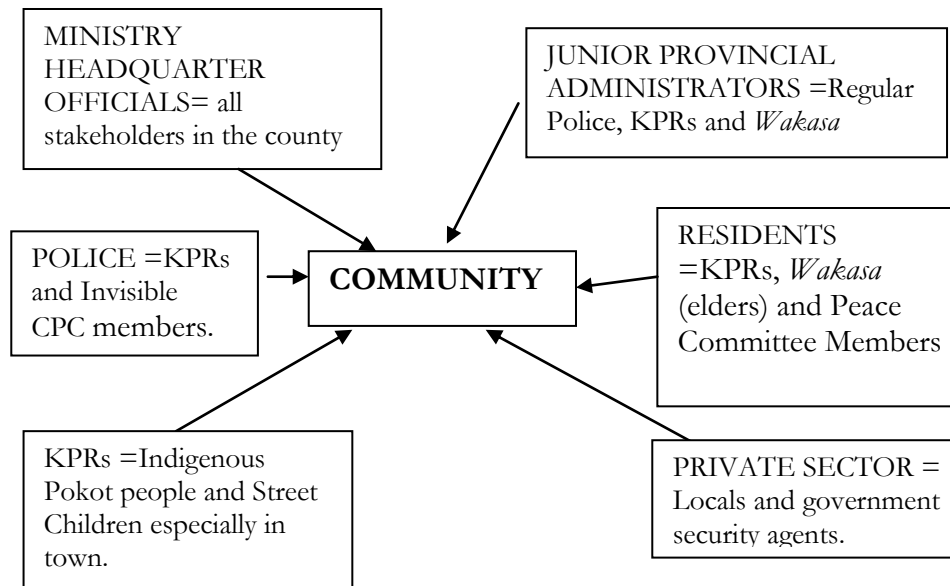 MINISTRY
HEADQUARTER
OFFICIALS= all
stakeholders in the county
JUNIOR PROVINCIAL
ADMINISTRATORS =Regular
Police, KPRs and Wakasa
POLICE =KPRs
and Invisible
CPC members.
COMMUNITY
RESIDENTS
=KPRs, Wakasa
(elders) and Peace
Committee Members
KPRs =Indigenous
Pokot people and Street
Children especially in
town.
PRIVATE SECTOR =
Locals and government
security agents.